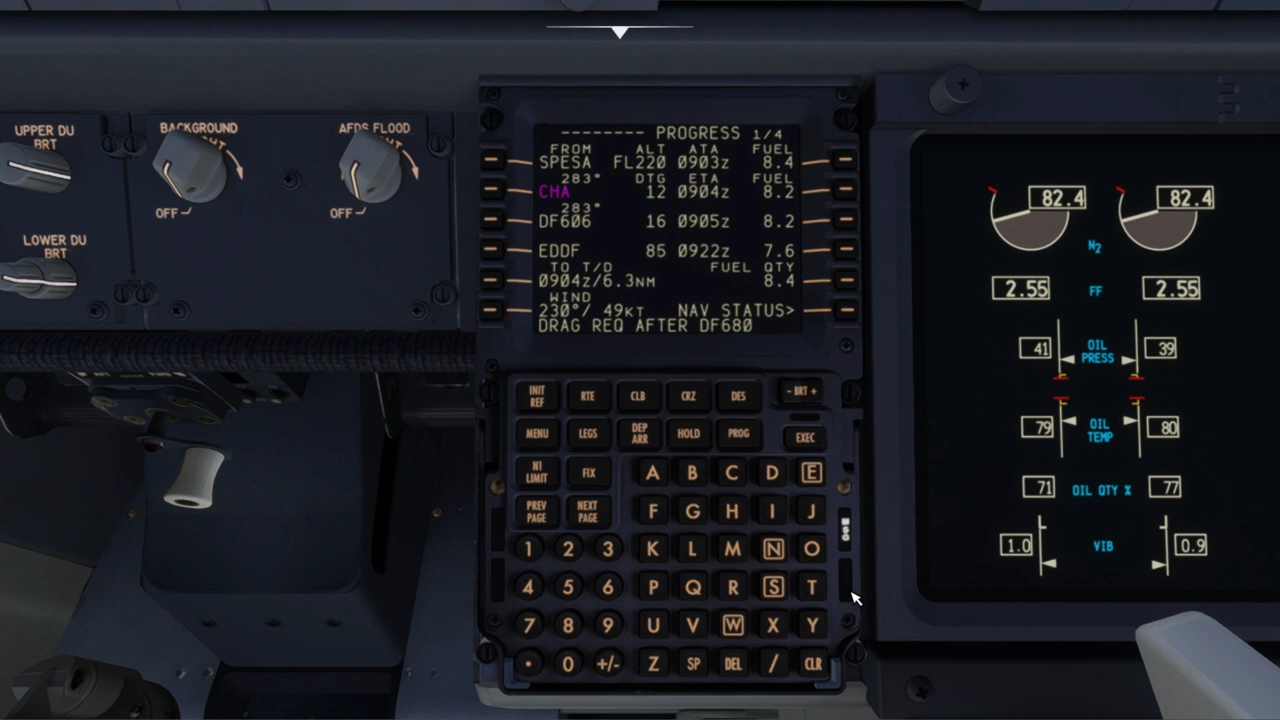 UPPER DU
BRT
BACKGROUND
OFF
AFDS FLOOD
OFF
LOWER DU
BRT
-------- PROGRESS 1/4
FROM ALT ATA FUEL
SPESA FL220 0903z 8.4
283° DTG ETA FUEL
CHA 12 0904z 8.2
283°
DF606 16 0905z 8.2
EDDF 85 0922z 7.6
TO T/D FUEL QTY
0904z/6.3NM 8.4
WIND
230°/ 49KT NAV STATUS>
DRAG REQ AFTER DF680
INIT REF RTE CLB CRZ DES - BRT +
MENU LEGS DEP ARR HOLD PROG EXEC
N1 LIMIT FIX A B C D E
PREV PAGE NEXT PAGE F G H I J
MSG
1 2 3 K L M N O
4 5 6 P Q R S T
7 8 9 U V W X Y
. 0 +/- Z SP DEL / CLR
82.4 N2 82.4
2.55 FF 2.55
41 OIL PRESS 39
79 OIL TEMP 80
71 OIL QTY % 77
1.0 VIB 0.9